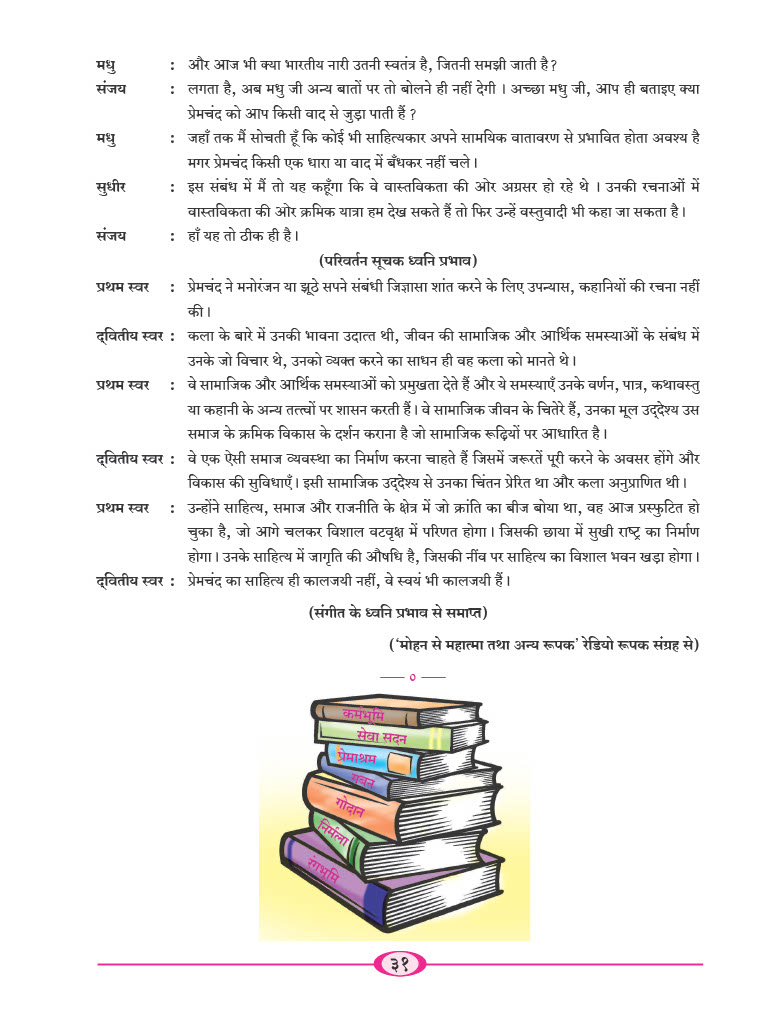 मधु : और आज भी क्या भारतीय नारी उतनी स्वतंत्र है, जितनी समझी जाती है ?
संजय : लगता है, अब मधु जी अन्य बातों पर तो बोलने ही नहीं देगी । अच्छा मधु जी, आप ही बताइए क्या
प्रेमचंद को आप किसी वाद से जुड़ा पाती हैं ?
मधु : जहाँ तक मैं सोचती हूँ कि कोई भी साहित्यकार अपने सामयिक वातावरण से प्रभावित होता अवश्य है
मगर प्रेमचंद किसी एक धारा या वाद में बँधकर नहीं चले ।
सुधीर : इस संबंध में मैं तो यह कहूँगा कि वे वास्तविकता की ओर अग्रसर हो रहे थे । उनकी रचनाओं में
वास्तविकता की ओर क्रमिक यात्रा हम देख सकते हैं तो फिर उन्हें वस्तुवादी भी कहा जा सकता है ।
संजय : हाँ यह तो ठीक ही है ।
(परिवर्तन सूचक ध्वनि प्रभाव)
प्रथम स्वर : प्रेमचंद ने मनोरंजन या झूठे सपने संबंधी जिज्ञासा शांत करने के लिए उपन्यास, कहानियों की रचना नहीं
की ।
द्‌वितीय स्वर : कला के बारे में उनकी भावना उदात्त थी, जीवन की सामाजिक और आर्थिक समस्याओं के संबंध में
उनके जो विचार थे, उनको व्यक्त करने का साधन ही वह कला को मानते थे ।
प्रथम स्वर : वे सामाजिक और आर्थिक समस्याओं को प्रमुखता देते हैं और ये समस्याएँ उनके वर्णन, पात्र, कथावस्तु
या कहानी के अन्य तत्त्वों पर शासन करती हैं । वे सामाजिक जीवन के चितेरे हैं, उनका मूल उद्‌देश्य उस
समाज के क्रमिक विकास के दर्शन कराना है जो सामाजिक रूढ़ियों पर आधारित है ।
द्‌वितीय स्वर : वे एक ऐसी समाज व्यवस्था का निर्माण करना चाहते हैं जिसमें जरूरतें पूरी करने के अवसर होंगे और
विकास की सुविधाएँ । इसी सामाजिक उद्‌देश्य से उनका चिंतन प्रेरित था और कला अनुप्राणित थी ।
प्रथम स्वर : उन्होंने साहित्य, समाज और राजनीति के क्षेत्र में जो क्रांति का बीज बोया था, वह आज प्रस्फुटित हो
चुका है, जो आगे चलकर विशाल वटवृक्ष में परिणत होगा । जिसकी छाया में सुखी राष्ट्र का निर्माण
होगा । उनके साहित्य में जागृति की औषधि है, जिसकी नींव पर साहित्य का विशाल भवन खड़ा होगा ।
द्‌वितीय स्वर : प्रेमचंद का साहित्य ही कालजयी नहीं, वे स्वयं भी कालजयी हैं ।
(संगीत के ध्वनि प्रभाव से समाप्त)
(‘मोहन से महात्मा तथा अन्य रूपक’ रेडियो रूपक संग्रह से)
०
कर्मभूमि
सेवा सदन
प्रेमाश्रम
गबन
गोदान
निर्मला
रंगभूमि
३१